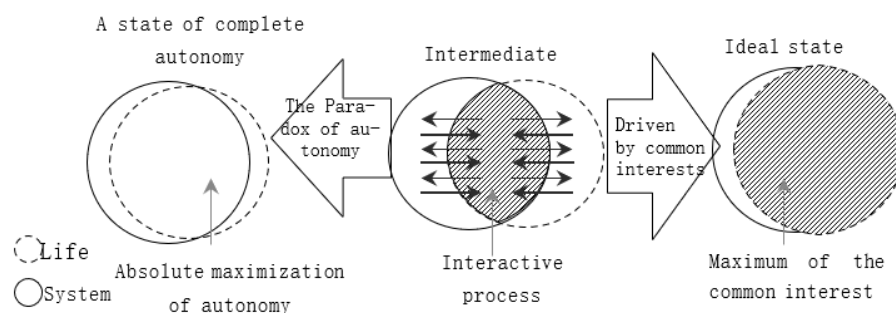 A state of complete
autonomy
Intermediate
Ideal state
The Para-
dox of au-
tonomy
Driven
by common
interests
Life
System
Absolute maximization
of autonomy
Interactive
process
Maximum of the
common interest